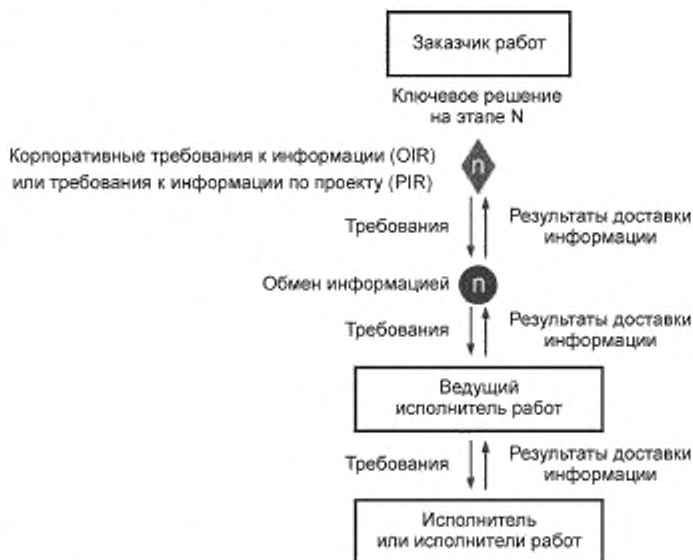 Заказчик работ
Ключевое решение
на этапе N
Корпоративные требования к информации (OIR)
или требования к информации по проекту (PIR)
n
Требования
Результаты доставки
информации
Обмен информацией
n
Требования
Результаты доставки
информации
Ведущий
исполнитель работ
Требования
Результаты доставки
информации
Исполнитель
или исполнители работ